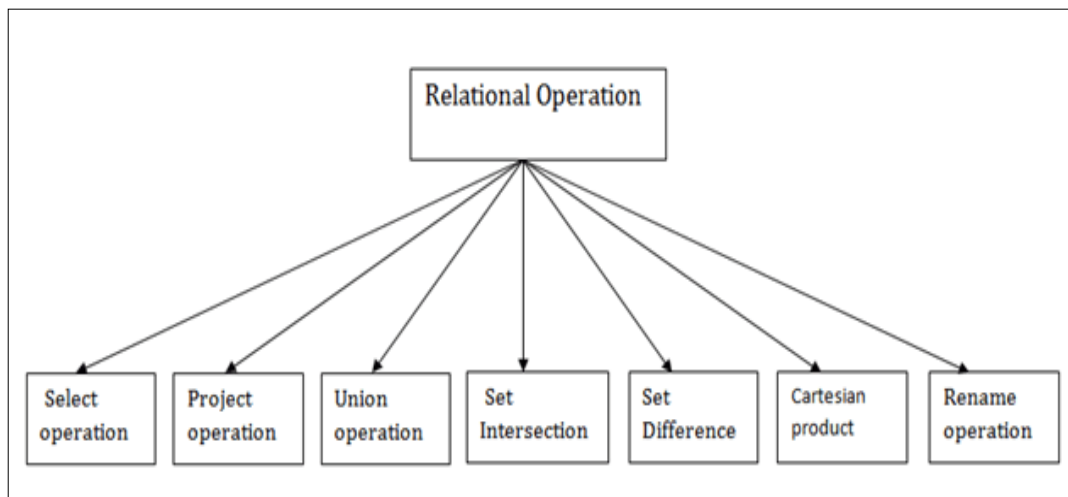 Relational Operation
Select
operation
Project
operation
Union
operation
Set
Intersection
Set
Difference
Cartesian
product
Rename
operation